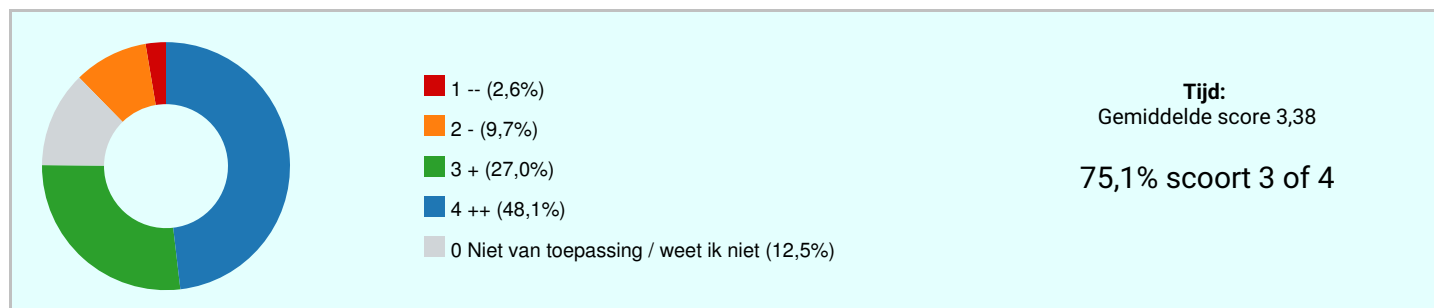 1 -- (2,6%)
2 - (9,7%)
3 + (27,0%)
4 ++ (48,1%)
0 Niet van toepassing / weet ik niet (12,5%)
Tijd:
Gemiddelde score 3,38
75,1% scoort 3 of 4